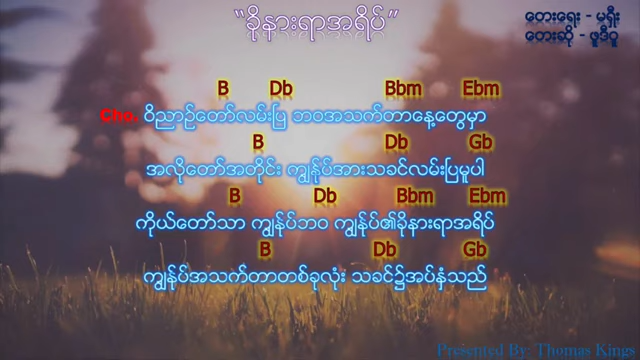 “ခိုနားရာအရိပ်”
တေးရေး - မရှီး
တေးဆို - ဖူးဒီဝူ
B Db Bbm Ebm
Cho. ဝိညာဉ်တော်လမ်းပြ ဘဝအသက်တာနေ့တွေမှာ
B Db Gb
အလိုတော်အတိုင်း ကျွန်ုပ်အားသခင်လမ်းပြမူပါ
B Db Bbm Ebm
ကိုယ်တော်သာ ကျွန်ုပ်ဘဝ ကျွန်ုပ်၏ခိုနားရာအရိပ်
B Db Gb
ကျွန်ုပ်အသက်တာတစ်ခုလုံး သခင်၌အပ်နှံသည်
Presented By: Thomas Kings